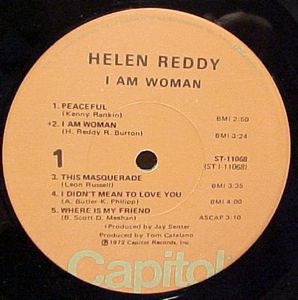 HELEN REDDY
I AM WOMAN
1. PEACEFUL
(Kenny Rankin) BMI 2:50
+2. I AM WOMAN
(H. Reddy R. Burton) BMI 3:24
1
ST-11068
(ST1-11068)
3. THIS MASQUERADE
(Leon Russell) BMI 3:35
4. I DIDN'T MEAN TO LOVE YOU
(A. Butler-K. Philipp) BMI 4:10
5. WHERE IS MY FRIEND
(B. Scott D. Meehan) ASCAP 3:10
Produced by Jay Senter
+Produced by Tom Catalano
℗1972 Capitol Records, Inc.
Capitol